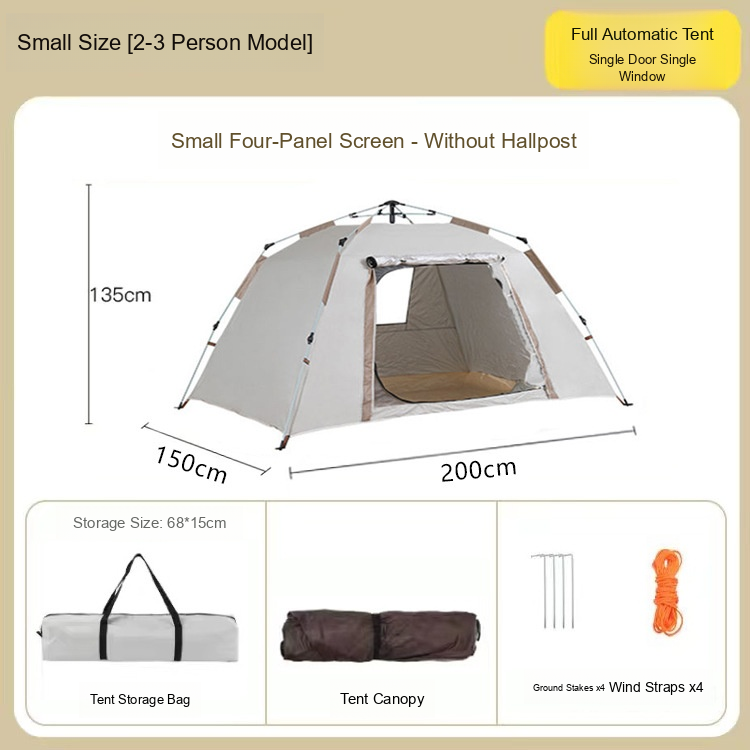 Small Size [2-3 Person Model]
Full Automatic Tent
Single Door Single
Window
Small Four-Panel Screen - Without Hallpost
135cm
150cm
200cm
Storage Size: 68*15cm
Tent Storage Bag
Tent Canopy
Ground Stakes x4 Wind Straps x4